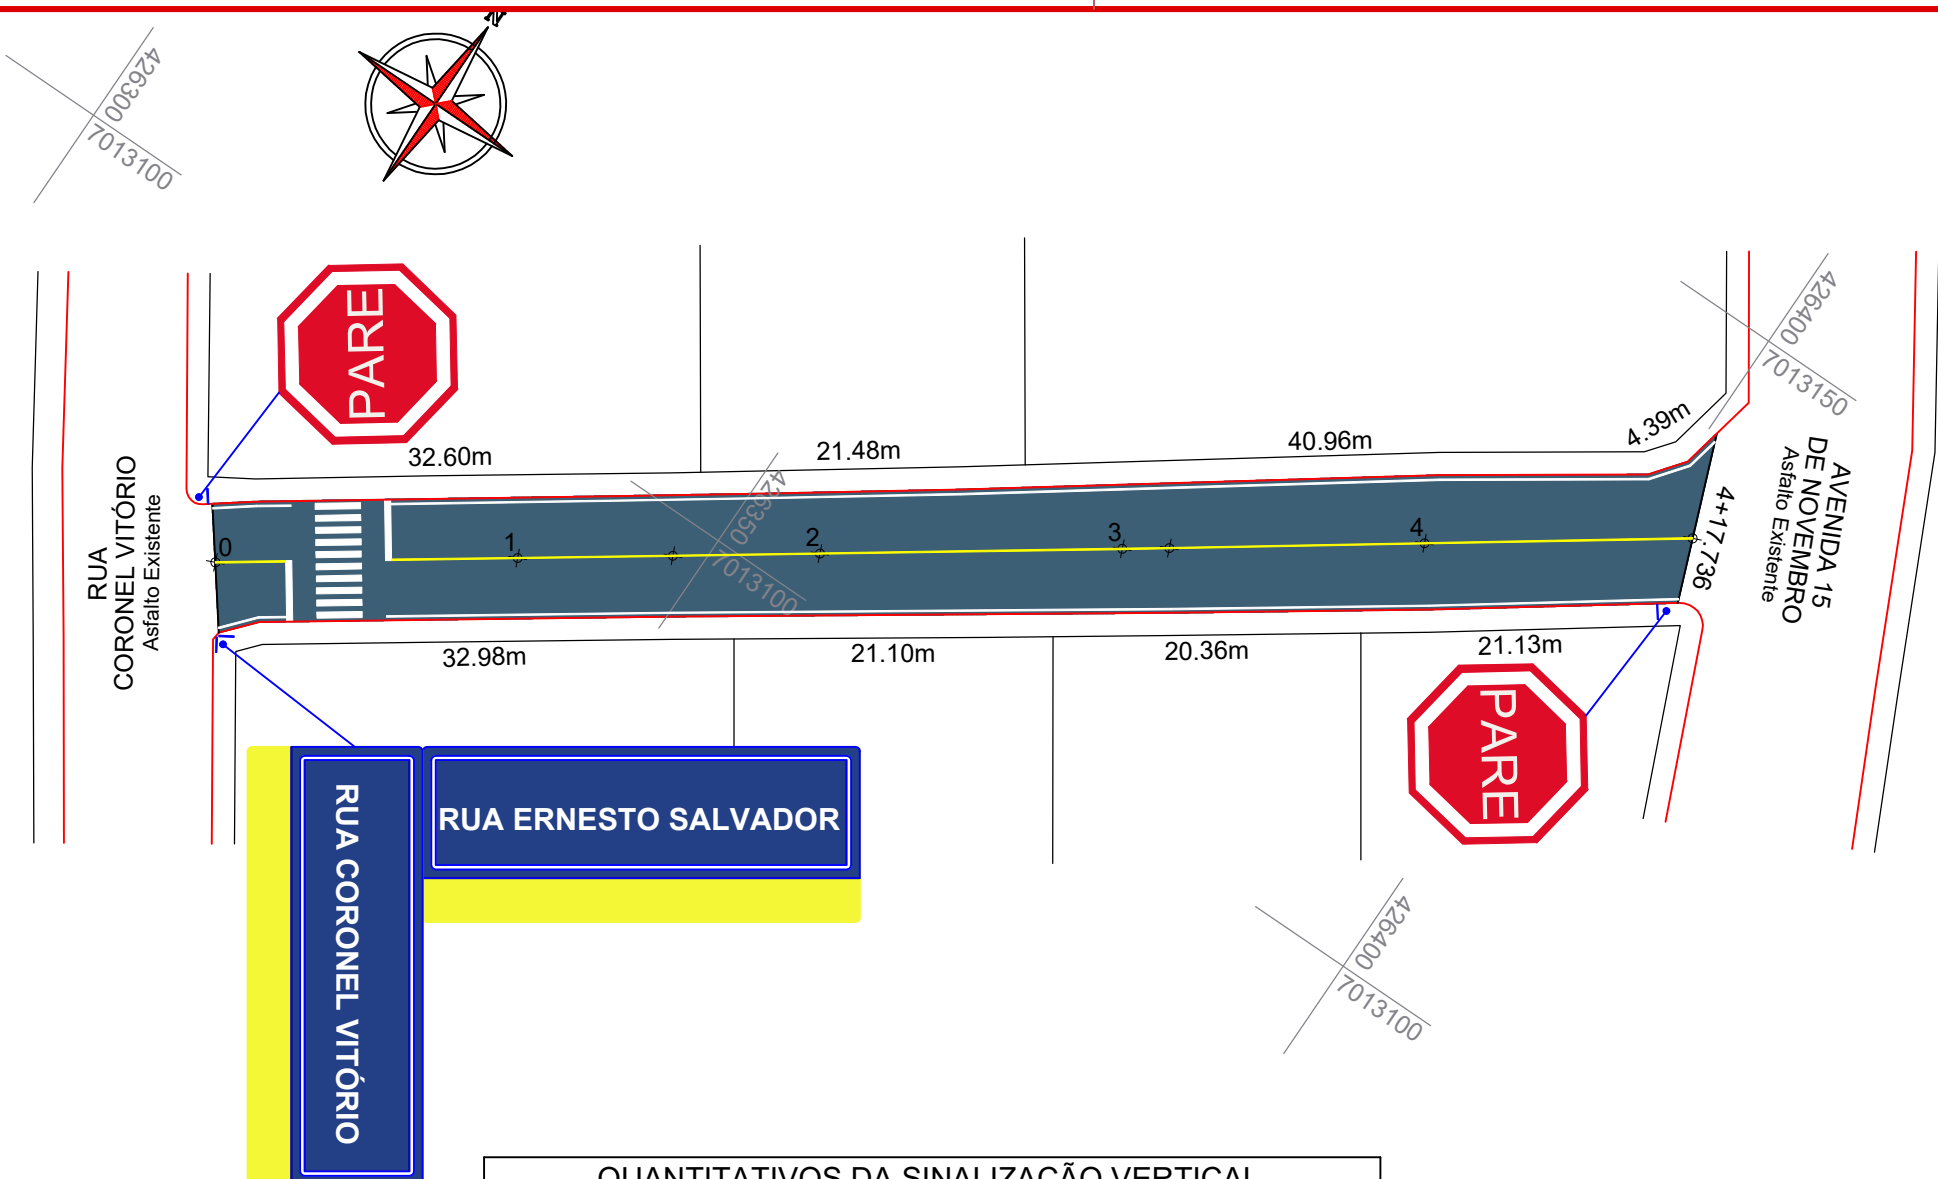 N
426300
7013100
PARE
32.60m
21.48m
40.96m
4.39m
426400
7013150
RUA
CORONEL VITÓRIO
Asfalto Existente
0
1
2
3
4
4+17.736
426350
7013100
AVENIDA 15
DE NOVEMBRO
Asfalto Existente
32.98m
21.10m
20.36m
21.13m
PARE
RUA ERNESTO SALVADOR
RUA CORONEL VITÓRIO
426400
7013100
QUANTITATIVOS DA SINALIZAÇÃO VERTICAL